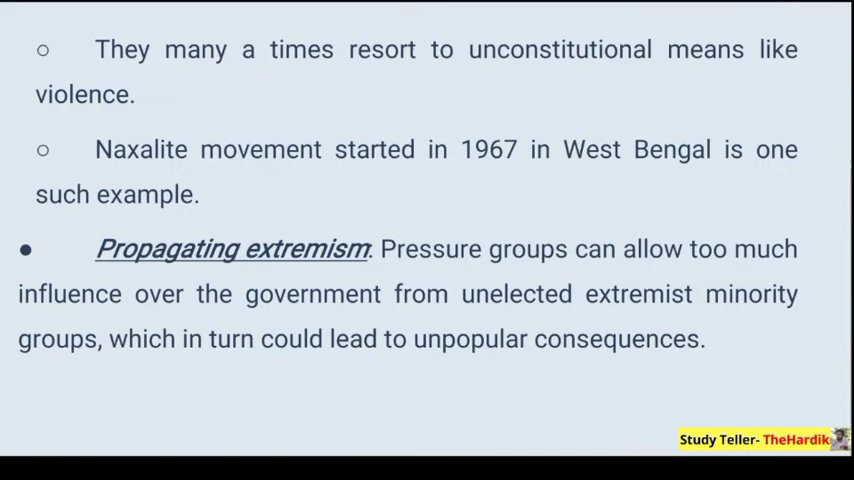 ○ They many a times resort to unconstitutional means like
violence.
○ Naxalite movement started in 1967 in West Bengal is one
such example.
● Propagating extremism: Pressure groups can allow too much
influence over the government from unelected extremist minority
groups, which in turn could lead to unpopular consequences.
Study Teller- TheHardik